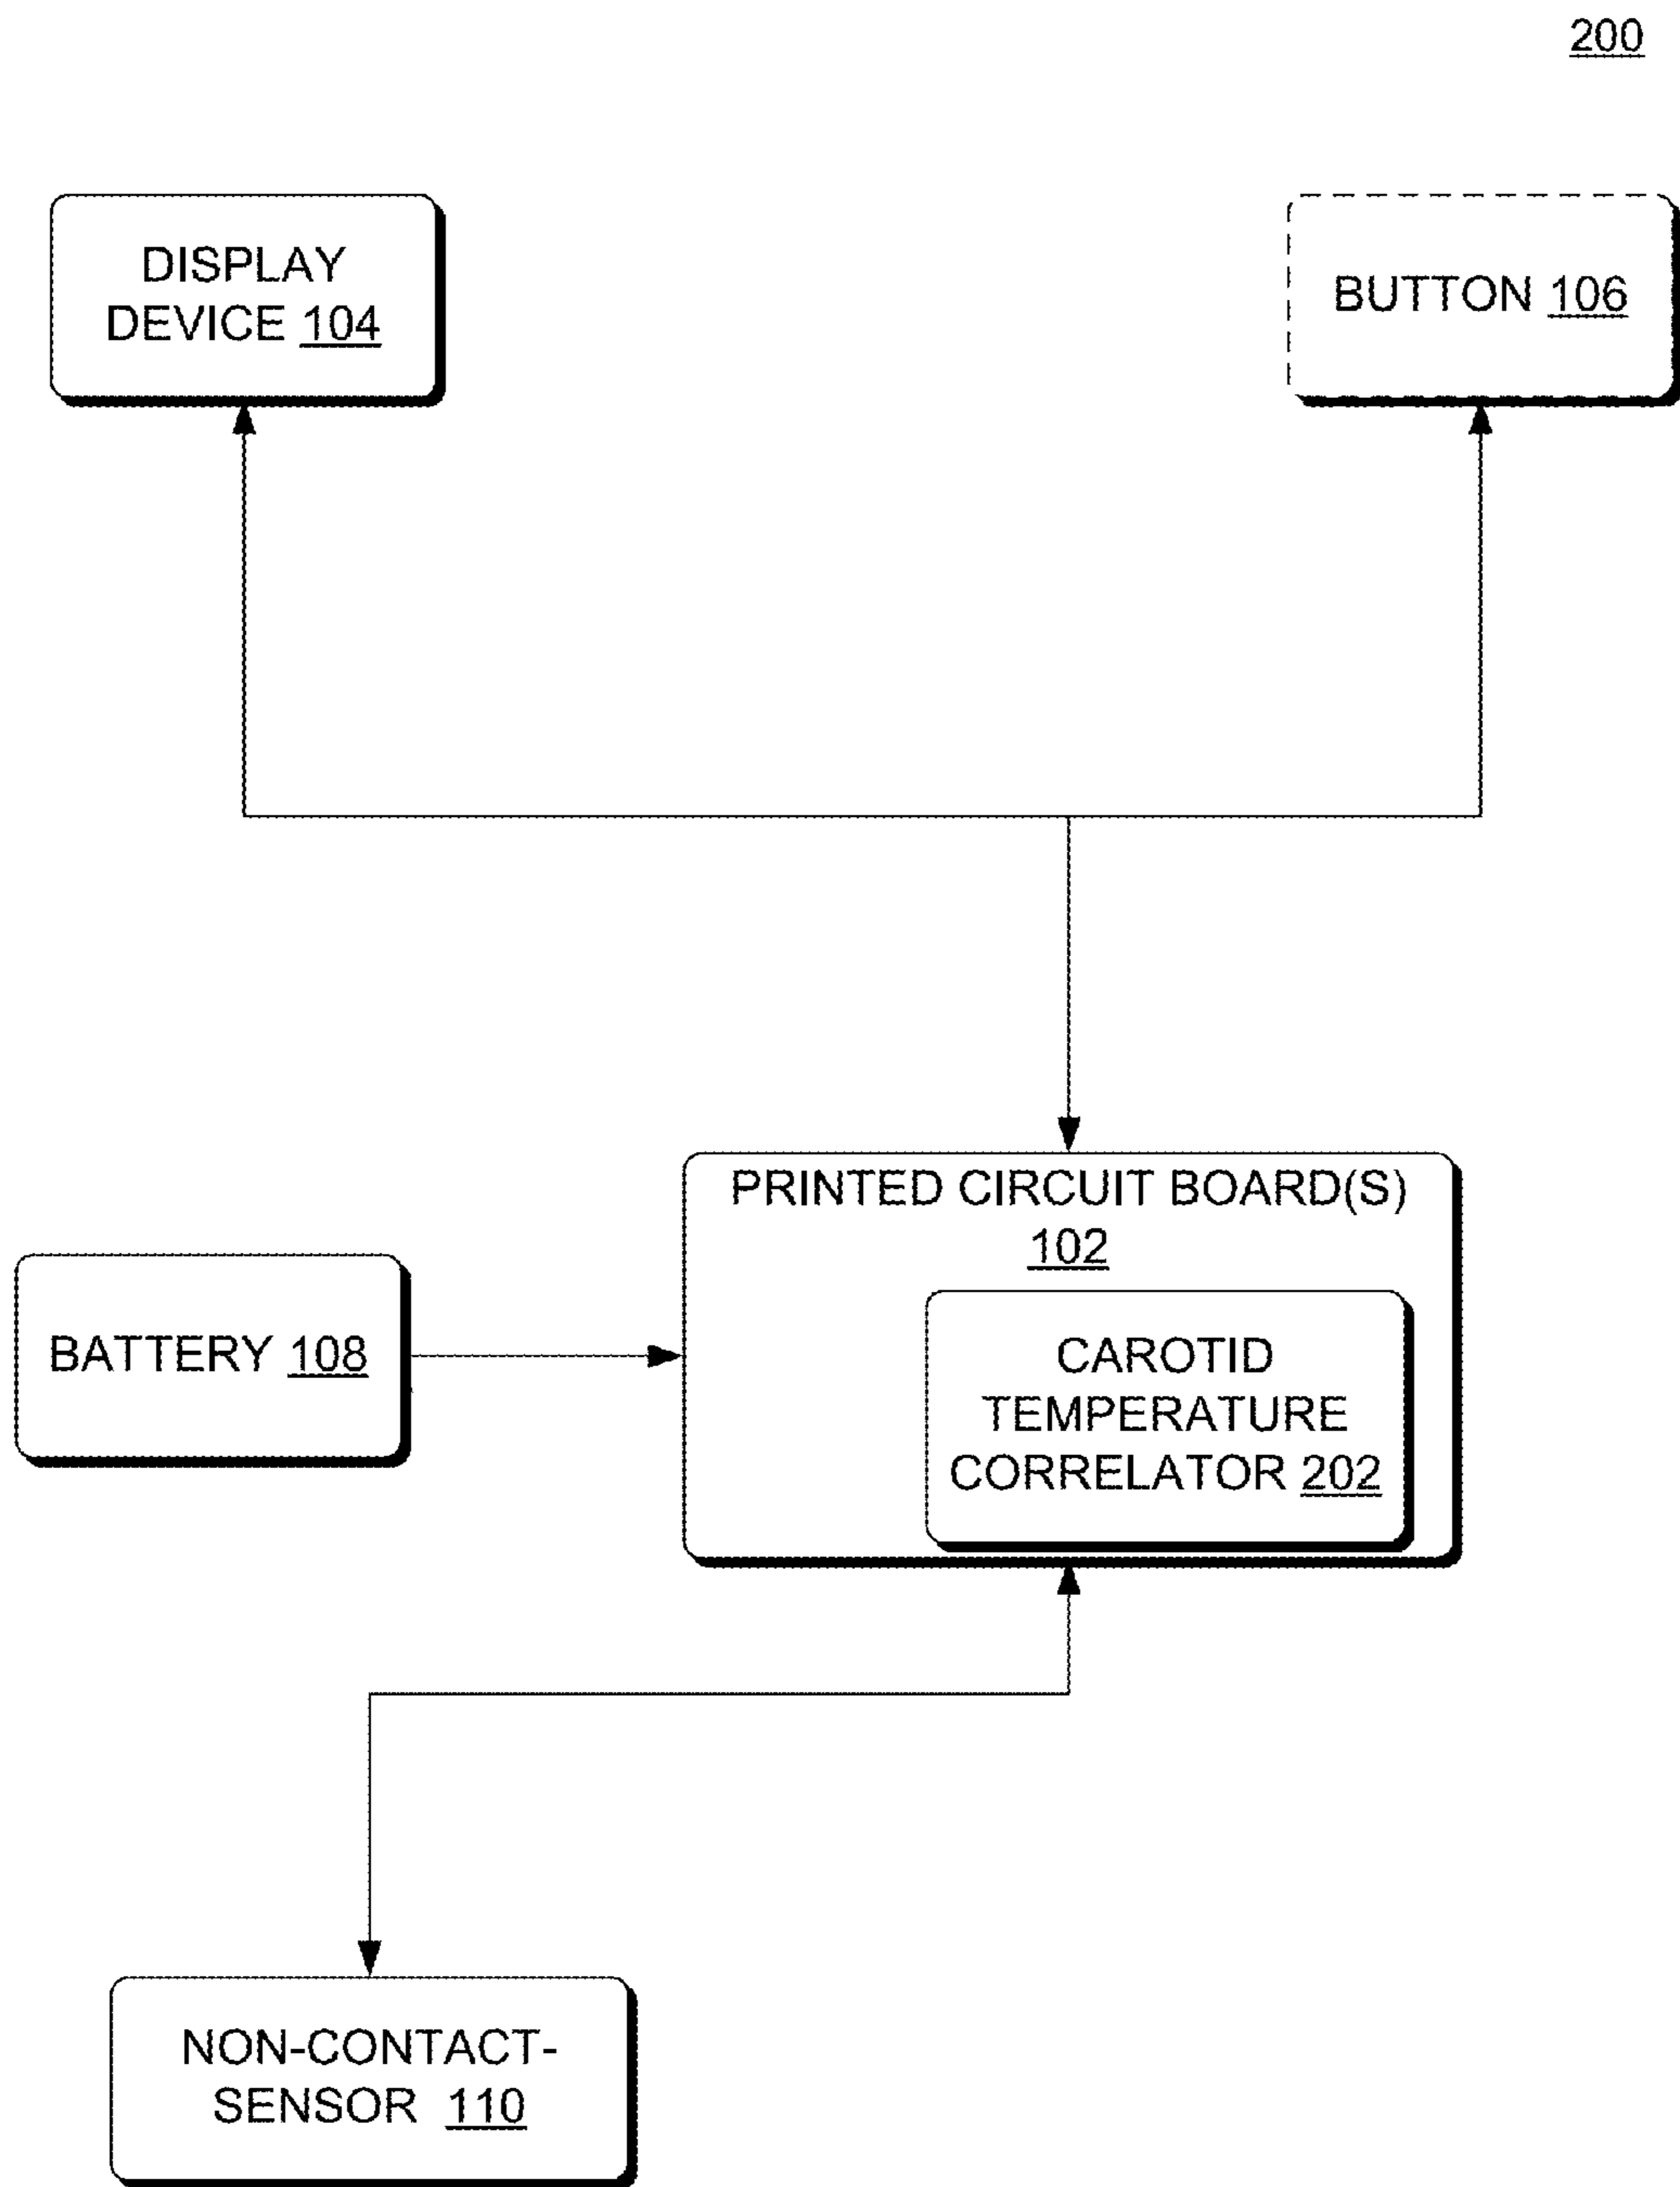 200
DISPLAY
DEVICE 104
BUTTON 106
PRINTED CIRCUIT BOARD(S)
102
BATTERY 108
CAROTID
TEMPERATURE
CORRELATOR 202
NON-CONTACT-
SENSOR 110